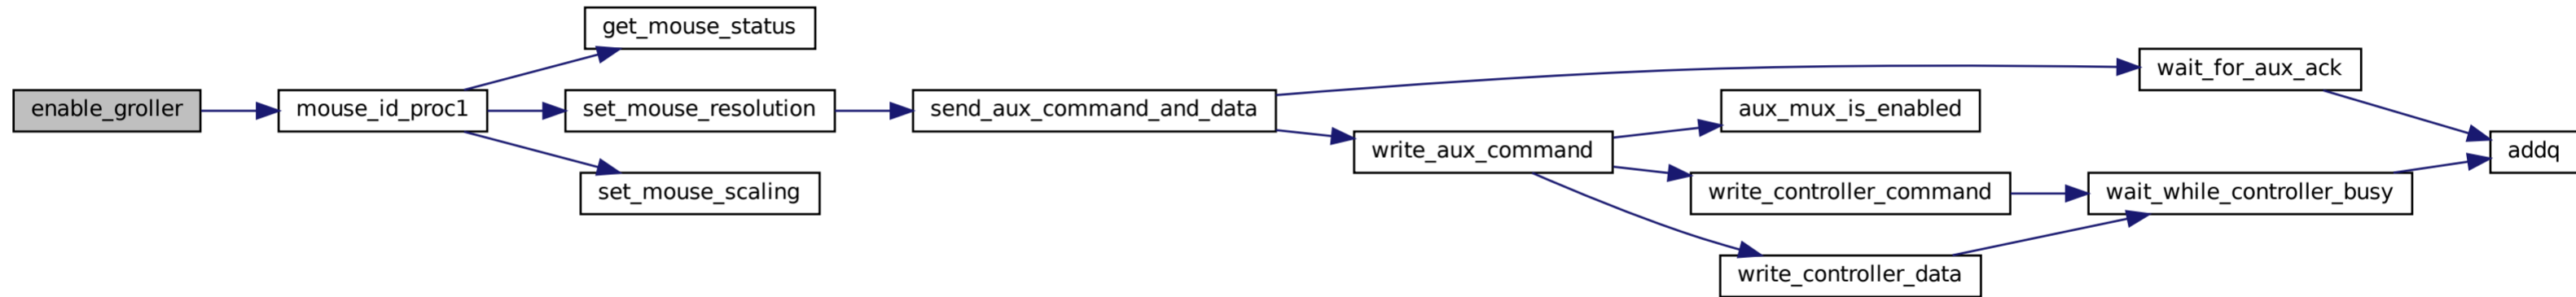 enable_groller
mouse_id_proc1
get_mouse_status
set_mouse_resolution
set_mouse_scaling
send_aux_command_and_data
wait_for_aux_ack
write_aux_command
aux_mux_is_enabled
write_controller_command
write_controller_data
wait_while_controller_busy
addq